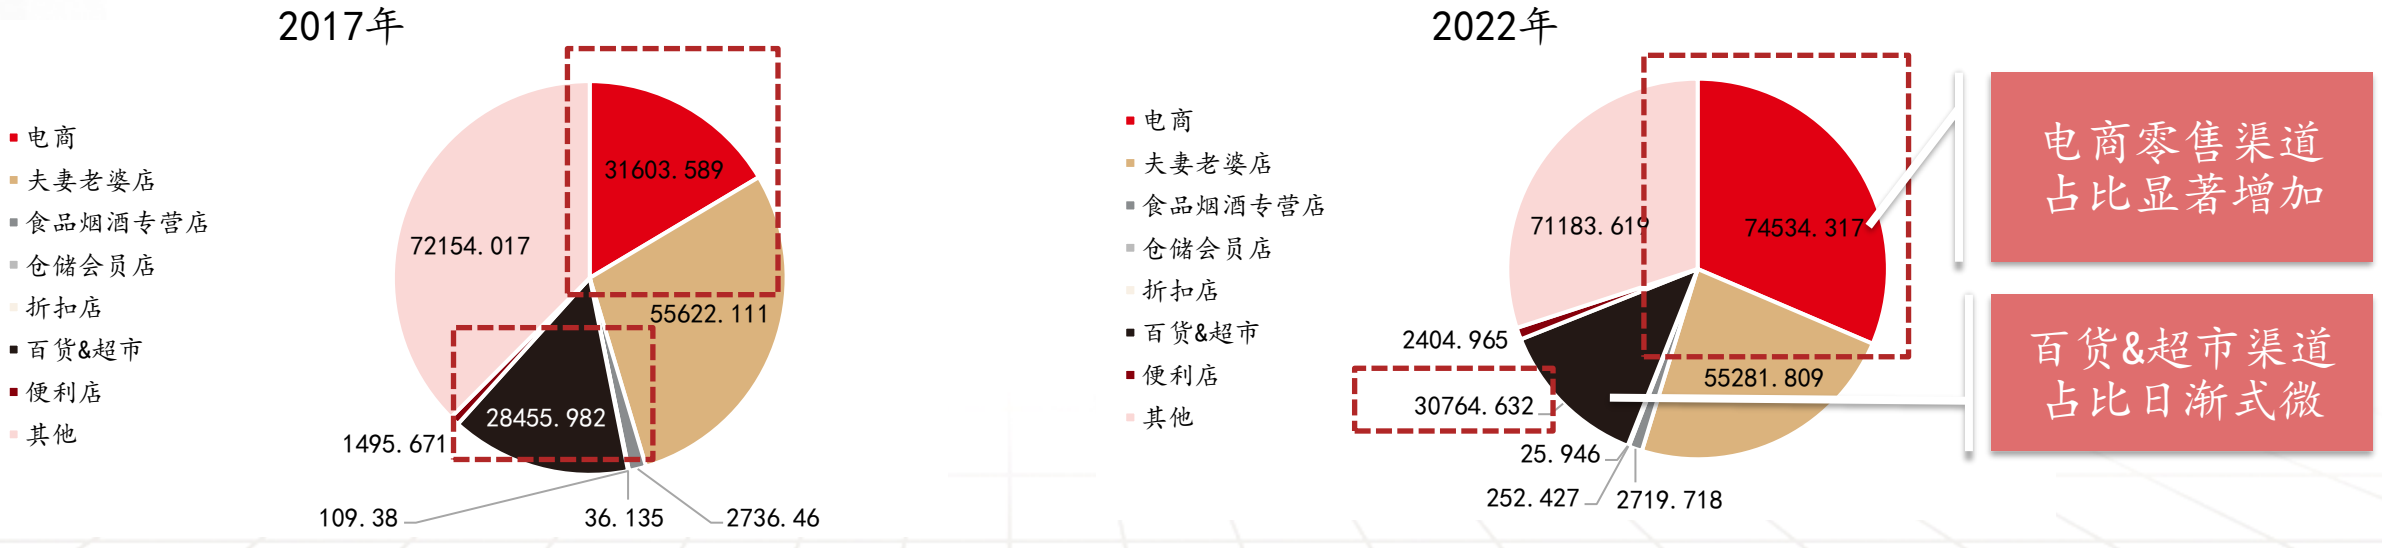 2017年
电商
夫妻老婆店
食品烟酒专营店
仓储会员店
折扣店
百货&超市
便利店
其他
31603.589
55622.111
72154.017
28455.982
1495.671
109.38
36.135
2736.46
2022年
电商
夫妻老婆店
食品烟酒专营店
仓储会员店
折扣店
百货&超市
便利店
其他
71183.619
74534.317
2404.965
55281.809
30764.632
25.946
252.427
2719.718
电商零售渠道
占比显著增加
百货&超市渠道
占比日渐式微